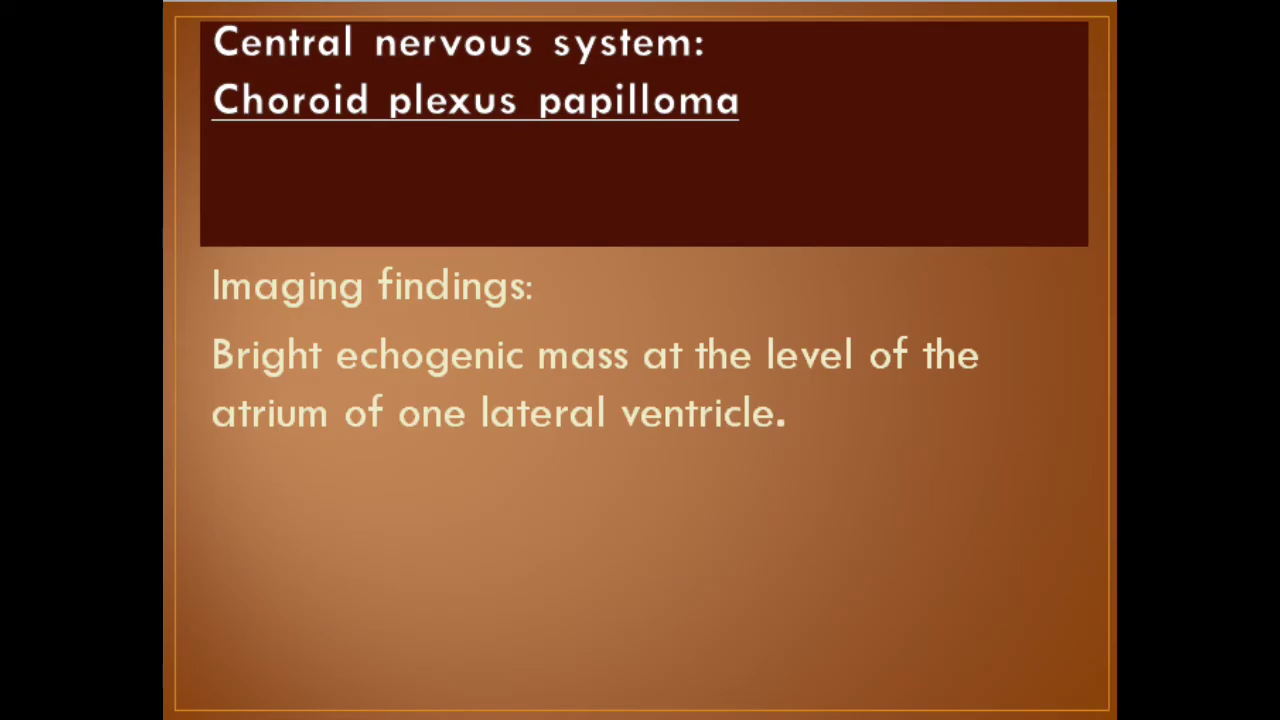 Central nervous system:
Choroid plexus papilloma
Imaging findings:
Bright echogenic mass at the level of the
atrium of one lateral ventricle.